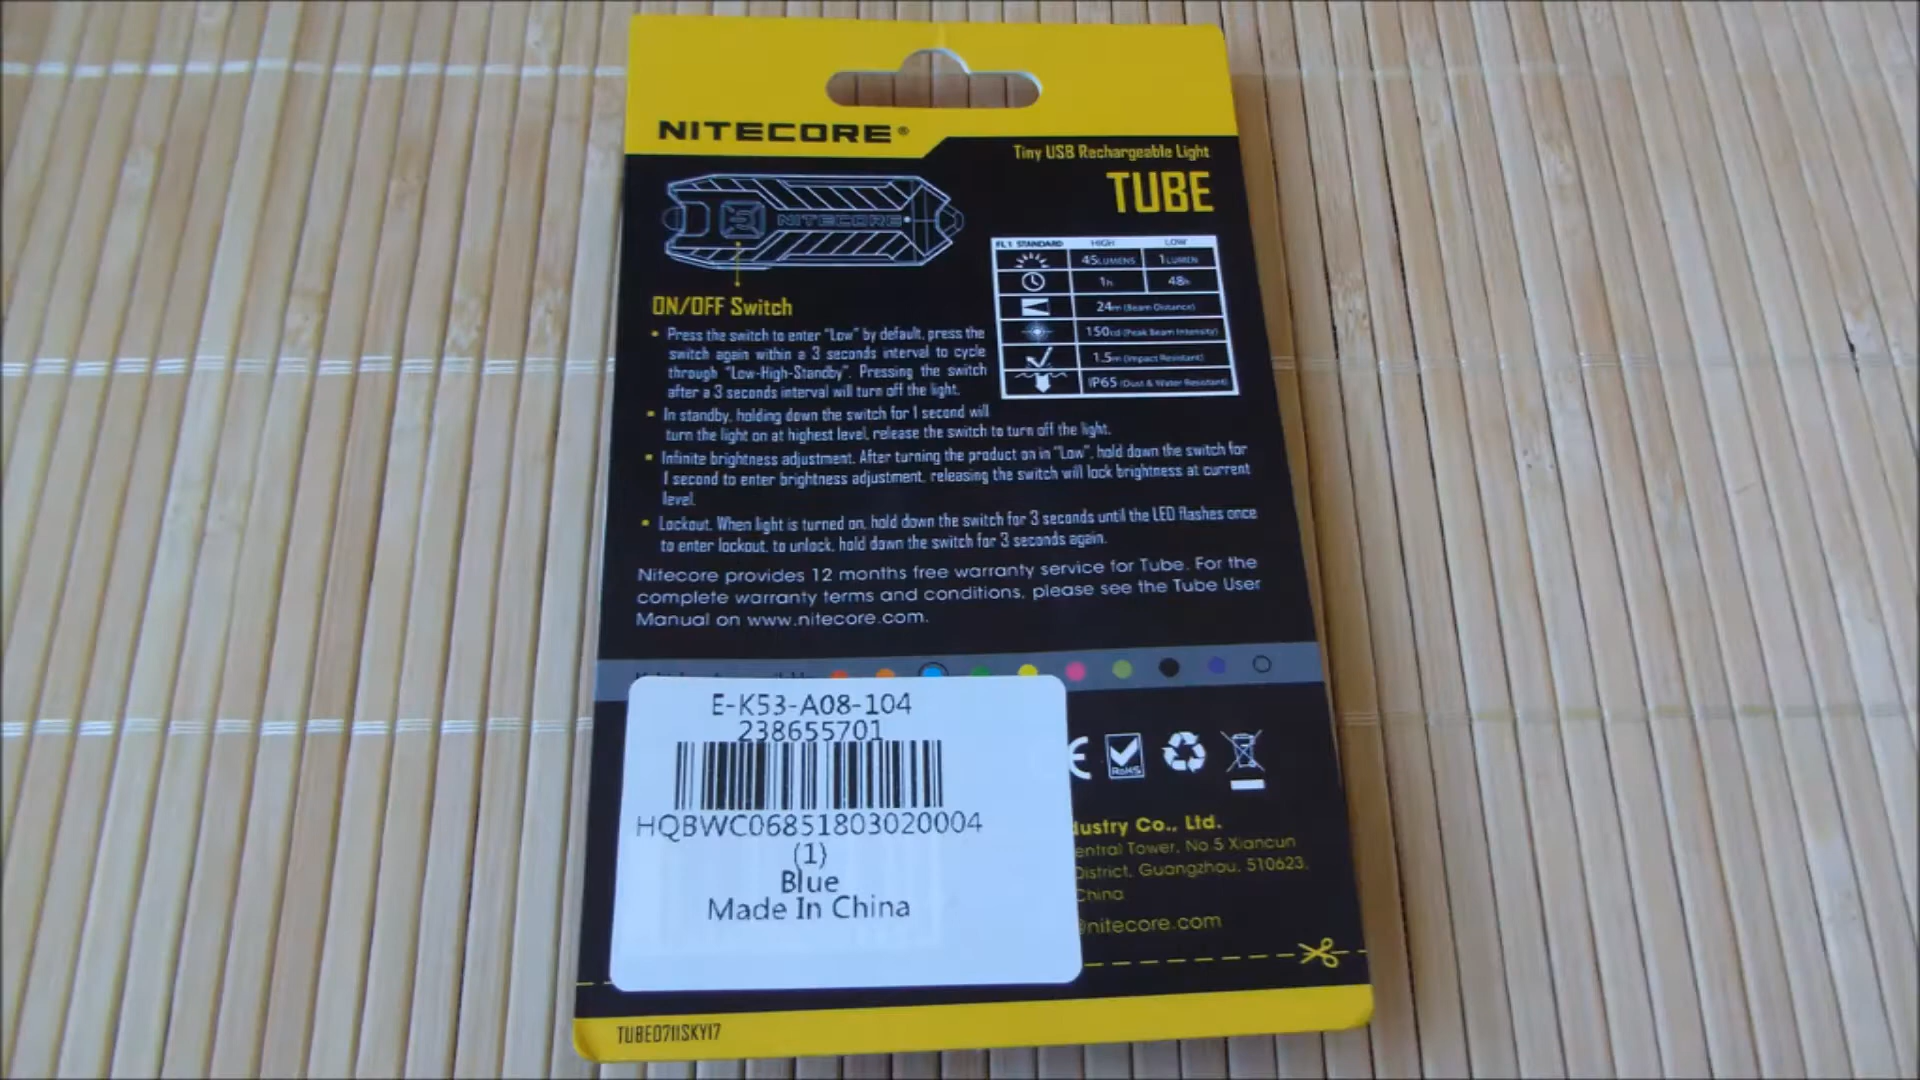 NITECORE®
Tiny USB Rechargeable Light
TUBE
NITECORE
FL1 STANDARD HIGH LOW
45LUMENS 1LUMEN
1h 48h
24m (Beam Distance)
150cd (Peak Beam Intensity)
1.5m (Impact Resistant)
IP65 (Dust & Water Resistant)
ON/OFF Switch
• Press the switch to enter "Low" by default, press the
switch again within a 3 seconds interval to cycle
through "Low-High-Standby". Pressing the switch
after a 3 seconds interval will turn off the light.
• In standby, holding down the switch for 1 second will
turn the light on at highest level, release the switch to turn off the light.
• Infinite brightness adjustment. After turning the product on in "Low", hold down the switch for
1 second to enter brightness adjustment, releasing the switch will lock brightness at current
level.
• Lockout. When light is turned on, hold down the switch for 3 seconds until the LED flashes once
to enter lockout, to unlock, hold down the switch for 3 seconds again.
Nitecore provides 12 months free warranty service for Tube. For the
complete warranty terms and conditions, please see the Tube User
Manual on www.nitecore.com.
E-K53-A08-104
238655701
HQBWC06851803020004
(1)
Blue
Made In China
CE
RoHS
dustry Co., Ltd.
entral Tower, No.5 Xiancun
District, Guangzhou, 510623,
China
@nitecore.com
TUBE0711SKY17